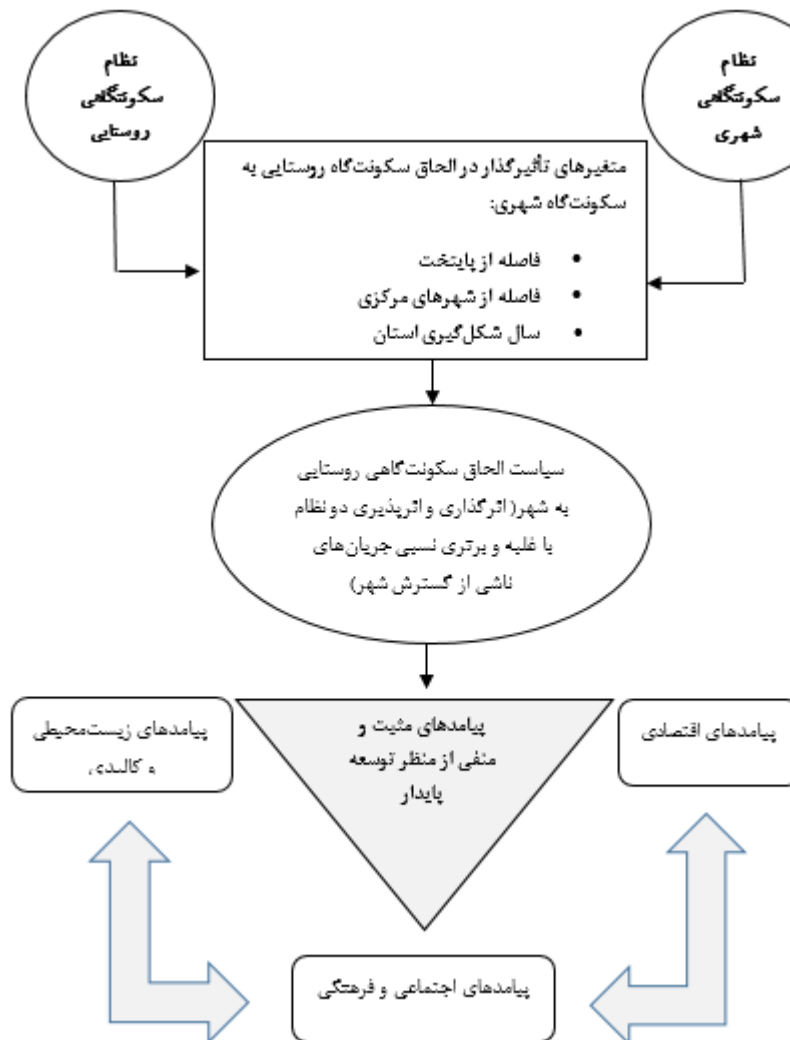 نظام
سکونتگاهی
شهری
نظام
سکونتگاهی
روستایی
متغیرهای تأثیرگذار در الحاق سکونت‌گاه روستایی به
سکونت‌گاه شهری:
• فاصله از پایتخت
• فاصله از شهرهای مرکزی
• سال شکل‌گیری استان
سیاست الحاق سکونت‌گاهی روستایی
به شهر( اثرگذاری و اثرپذیری دو نظام
با غلبه و برتری نسبی جریان‌های
ناشی از گسترش شهر)
پیامدهای اقتصادی
پیامدهای مثبت و
منفی از منظر توسعه
پایدار
پیامدهای زیست‌محیطی
و کالبدی
پیامدهای اجتماعی و فرهنگی